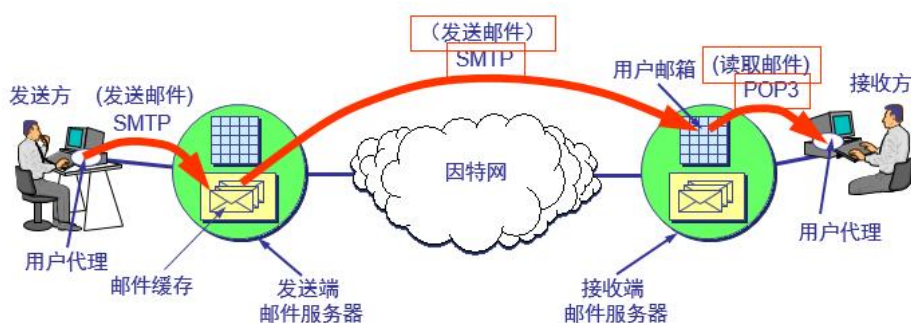 （发送邮件）
SMTP
用户邮箱
(读取邮件)
POP3
发送方
(发送邮件)
SMTP
接收方
因特网
用户代理
邮件缓存
发送端
邮件服务器
接收端
邮件服务器
用户代理